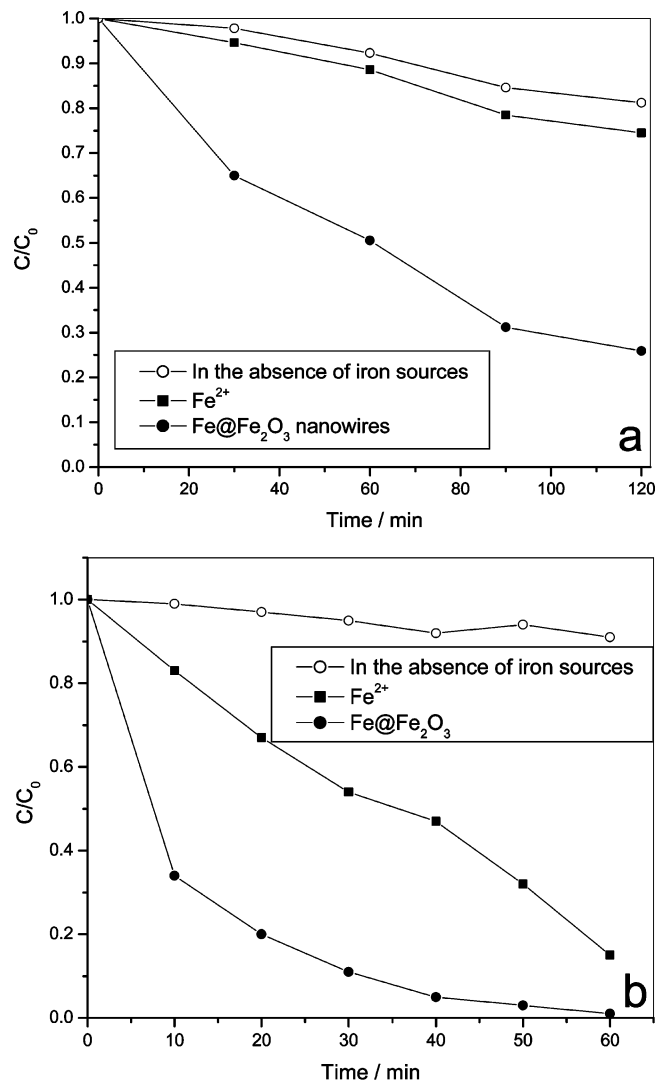 1.0
0.9
0.8
0.7
0.6
0.5
0.4
0.3
0.2
0.1
0.0
C/C₀
In the absence of iron sources
Fe²⁺
Fe@Fe₂O₃ nanowires
a
0 20 40 60 80 100 120
Time / min
1.0
0.8
0.6
0.4
0.2
0.0
C/C₀
In the absence of iron sources
Fe²⁺
Fe@Fe₂O₃
b
0 10 20 30 40 50 60
Time / min